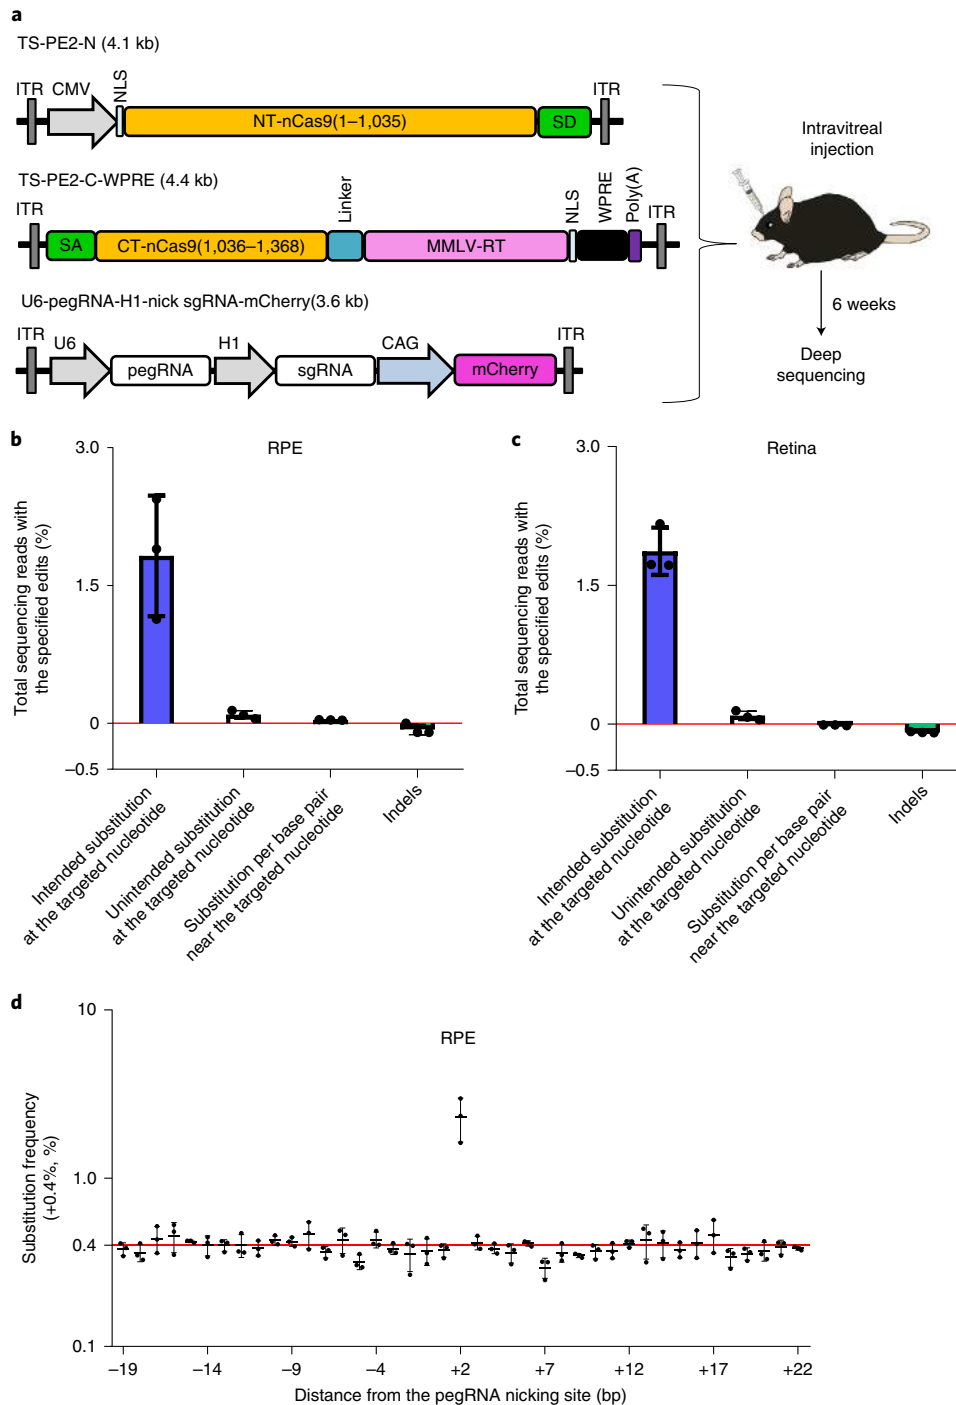 a
TS-PE2-N (4.1 kb)
ITR
CMV
NLS
NT-nCas9(1–1,035)
SD
ITR
TS-PE2-C-WPRE (4.4 kb)
ITR
SA
CT-nCas9(1,036–1,368)
Linker
MMLV-RT
NLS
WPRE
Poly(A)
ITR
U6-pegRNA-H1-nick sgRNA-mCherry(3.6 kb)
ITR
U6
pegRNA
H1
sgRNA
CAG
mCherry
ITR
Intravitreal
injection
6 weeks
Deep
sequencing
b
RPE
Total sequencing reads with
the specified edits (%)
3.0
1.5
0
–0.5
Intended substitution
at the targeted nucleotide
Unintended substitution
at the targeted nucleotide
Substitution per base pair
near the targeted nucleotide
Indels
c
Retina
Total sequencing reads with
the specified edits (%)
3.0
1.5
0
–0.5
Intended substitution
at the targeted nucleotide
Unintended substitution
at the targeted nucleotide
Substitution per base pair
near the targeted nucleotide
Indels
d
RPE
Substitution frequency
(+0.4%, %)
10
1.0
0.4
0.1
–19 –14 –9 –4 +2 +7 +12 +17 +22
Distance from the pegRNA nicking site (bp)